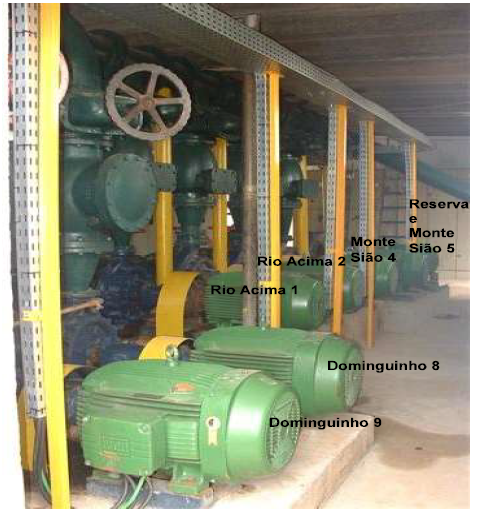 Reserva
e
Monte
Sião 5
Monte
Sião 4
Rio Acima 2
Rio Acima 1
Dominguinho 8
Dominguinho 9